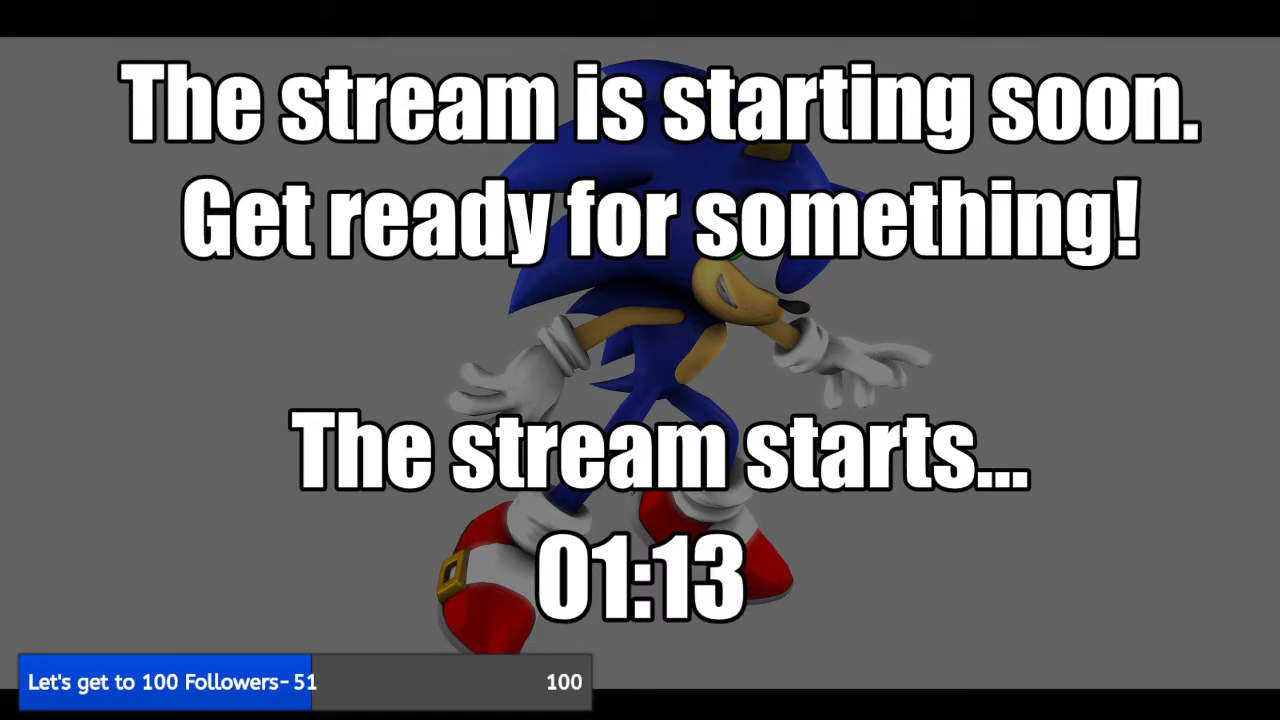 The stream is starting soon.
Get ready for something!
The stream starts...
01:13
Let's get to 100 Followers- 51 100